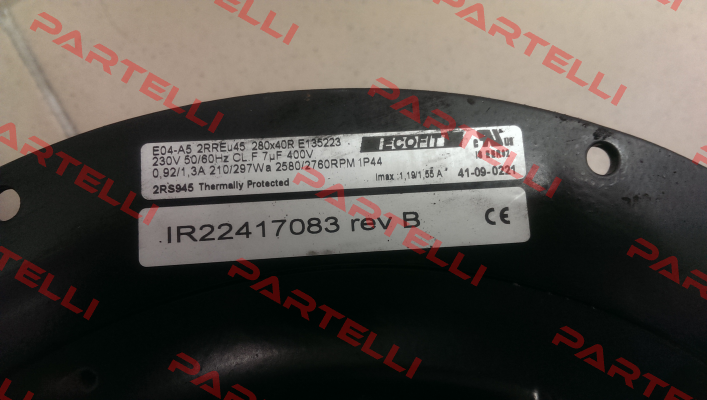 E04-A5 2RREu45 280x40R E135223
230V 50/60Hz CL.F 7µF 400V
0,92/1,3A 210/297Wa 2580/2760RPM IP44
2RS945 Thermally Protected
ECOFIT
c us
Imax :1,19/1,55 A* 41-09-0221
IR22417083 rev B
CE
PARTELLI
PARTELLI
PARTELLI
PARTELLI
PARTELLI
PARTELLI
PARTELLI